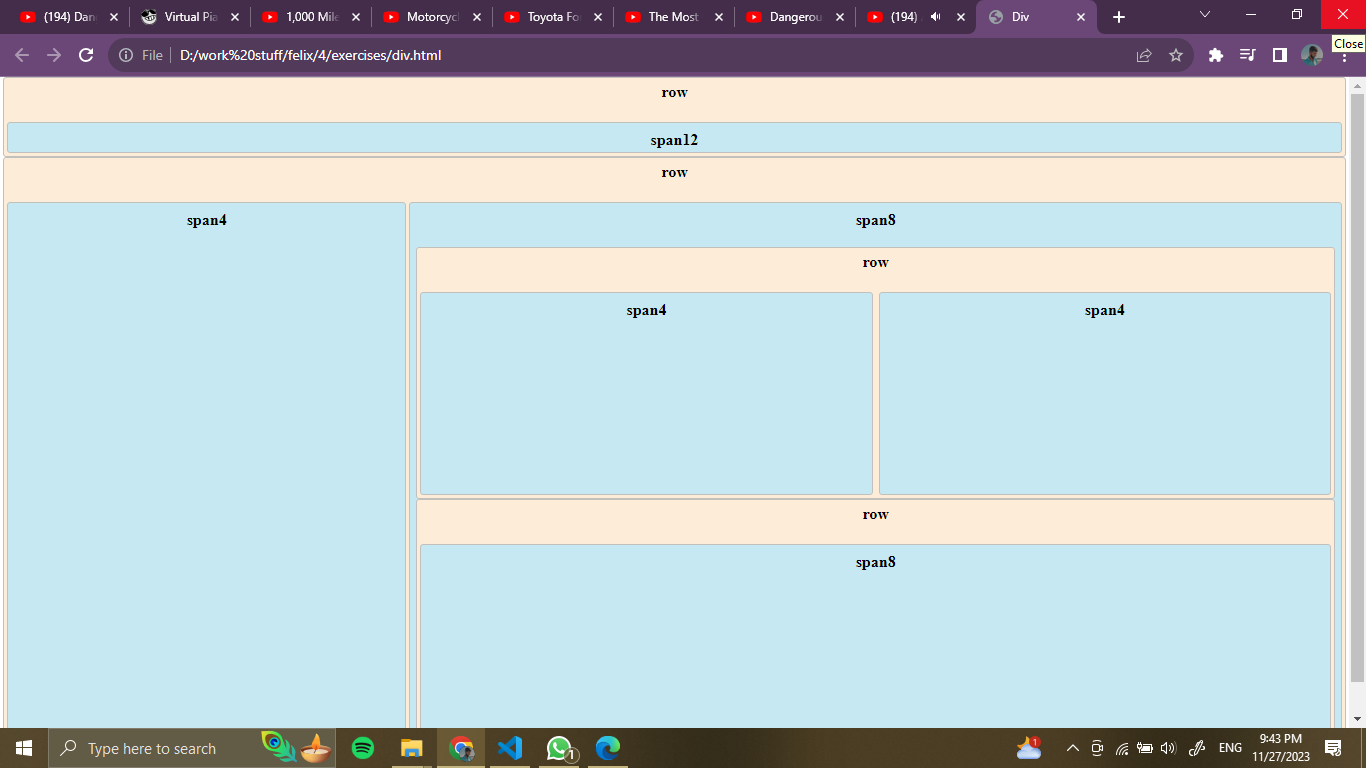 (194) Dan
Virtual Pia
1,000 Mile
Motorcycl
Toyota For
The Most
Dangerou
(194)
Div
File
D:/work%20stuff/felix/4/exercises/div.html
Close
row
span12
row
span4
span8
row
span4
span4
row
span8
Type here to search
1
1
ENG
9:43 PM
11/27/2023